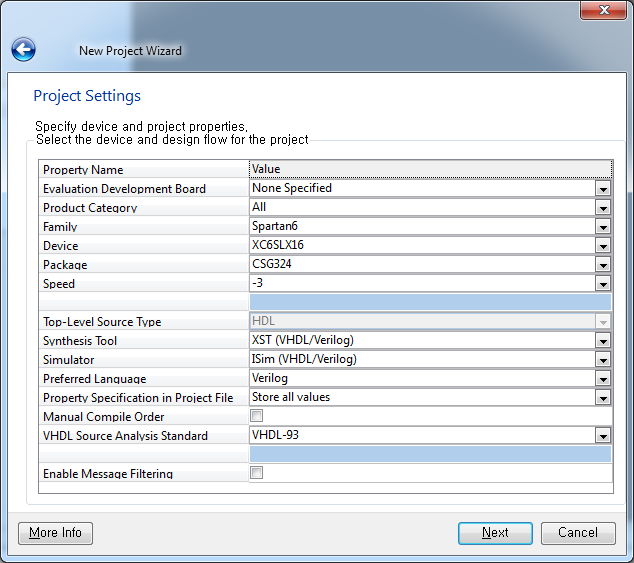 New Project Wizard
Project Settings
Specify device and project properties.
Select the device and design flow for the project
Property Name Value
Evaluation Development Board None Specified
Product Category All
Family Spartan6
Device XC6SLX16
Package CSG324
Speed -3
Top-Level Source Type HDL
Synthesis Tool XST (VHDL/Verilog)
Simulator ISim (VHDL/Verilog)
Preferred Language Verilog
Property Specification in Project File Store all values
Manual Compile Order
VHDL Source Analysis Standard VHDL-93
Enable Message Filtering
More Info Next Cancel